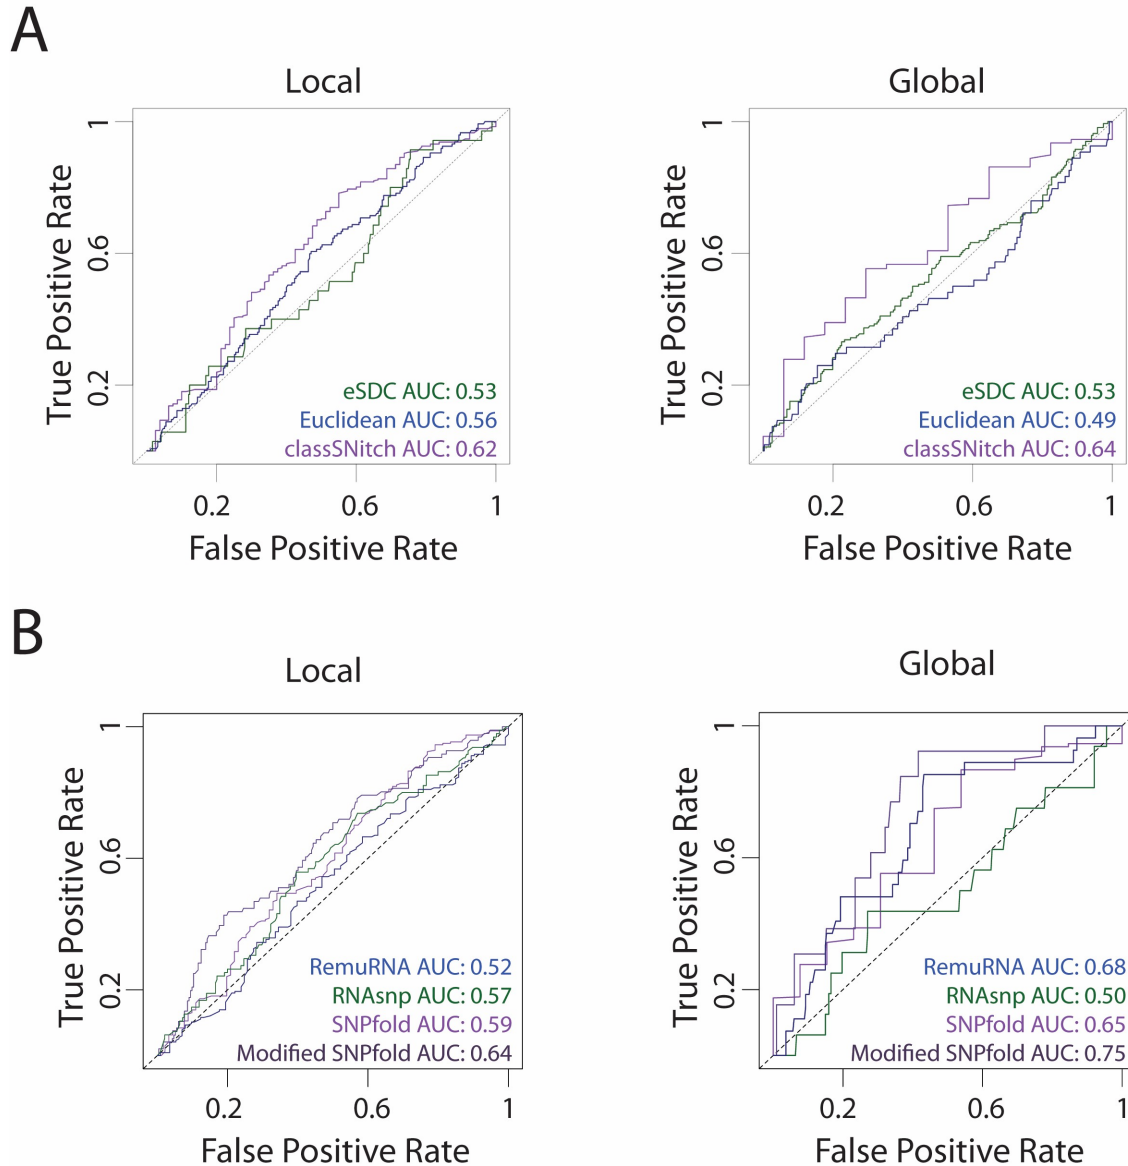 A
Local
Global
True Positive Rate
1
0.6
0.2
eSDC AUC: 0.53
Euclidean AUC: 0.56
classSNitch AUC: 0.62
0.2
0.6
1
False Positive Rate
True Positive Rate
1
0.6
0.2
eSDC AUC: 0.53
Euclidean AUC: 0.49
classSNitch AUC: 0.64
0.2
0.6
1
False Positive Rate
B
Local
Global
True Positive Rate
1
0.6
0.2
RemuRNA AUC: 0.52
RNAsnp AUC: 0.57
SNPfold AUC: 0.59
Modified SNPfold AUC: 0.64
0.2
0.6
1
False Positive Rate
True Positive Rate
1
0.6
0.2
RemuRNA AUC: 0.68
RNAsnp AUC: 0.50
SNPfold AUC: 0.65
Modified SNPfold AUC: 0.75
0.2
0.6
1
False Positive Rate